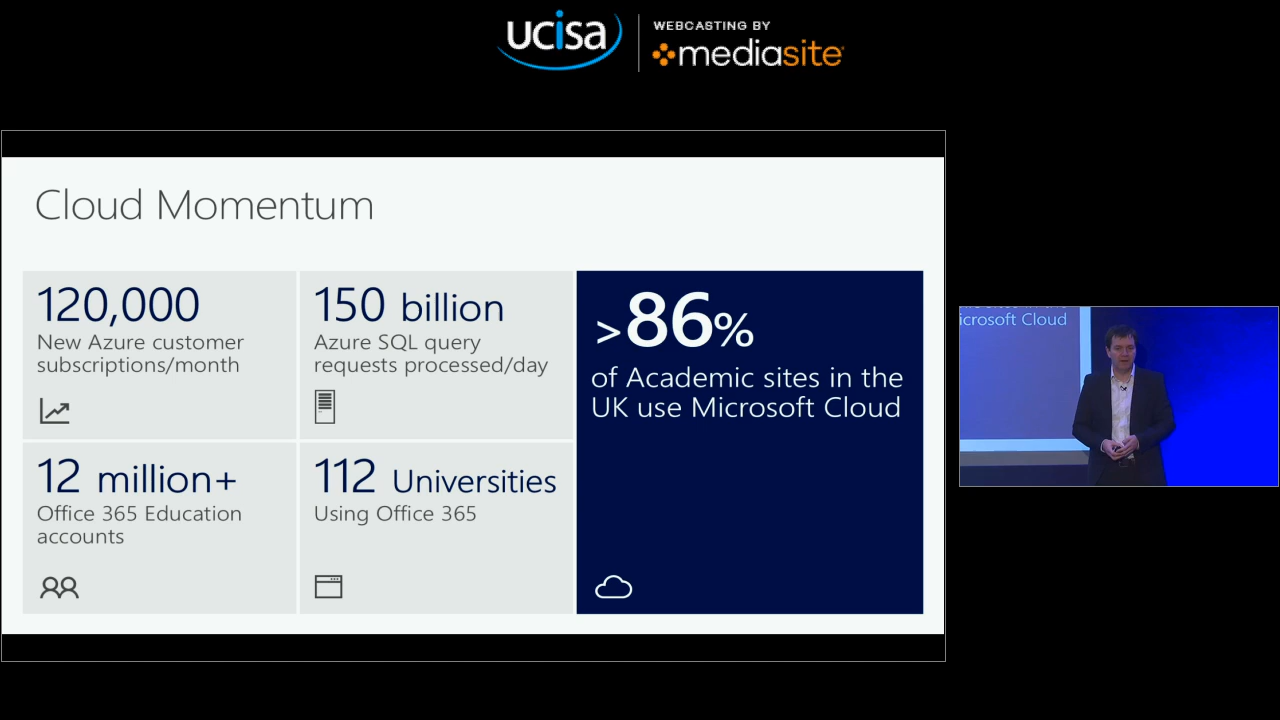 ucisa
WEBCASTING BY
mediasite
Cloud Momentum
120,000
New Azure customer
subscriptions/month
150 billion
Azure SQL query
requests processed/day
>86%
of Academic sites in the
UK use Microsoft Cloud
12 million+
Office 365 Education
accounts
112 Universities
Using Office 365
icrosoft Cloud